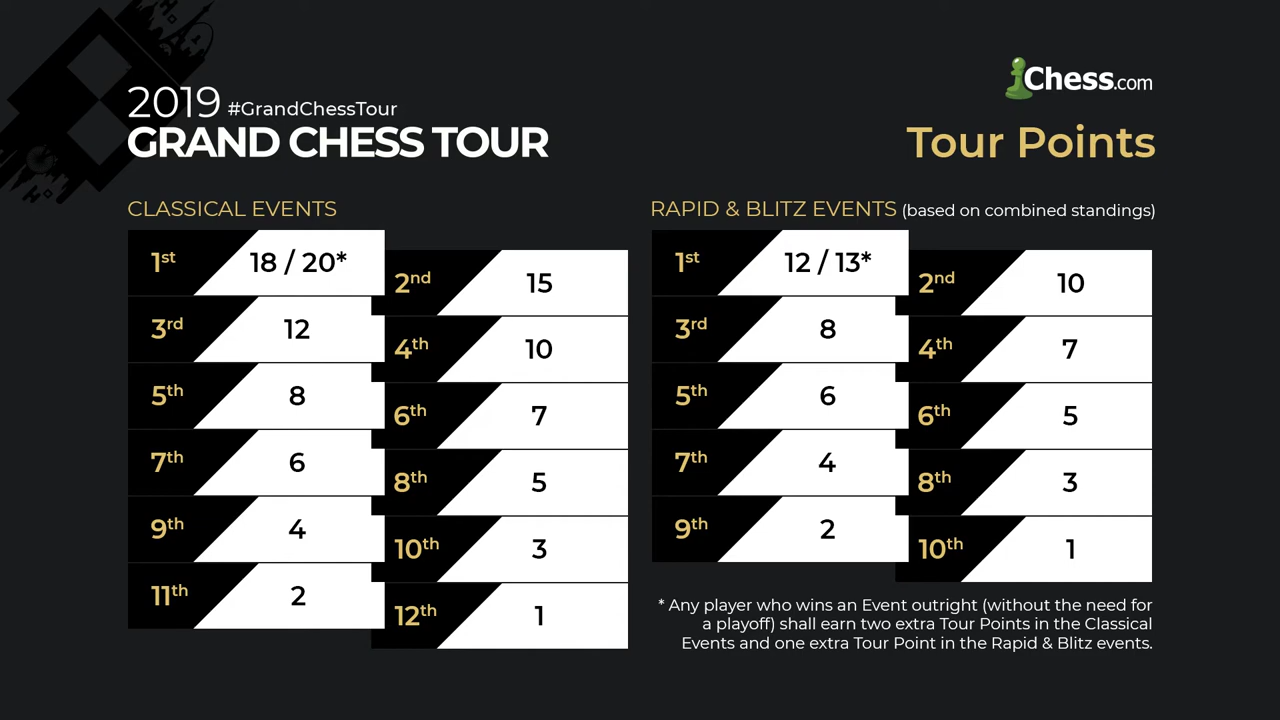 2019 #GrandChessTour
GRAND CHESS TOUR
Chess.com
Tour Points
CLASSICAL EVENTS
1st 18 / 20*
2nd 15
3rd 12
4th 10
5th 8
6th 7
7th 6
8th 5
9th 4
10th 3
11th 2
12th 1
RAPID & BLITZ EVENTS (based on combined standings)
1st 12 / 13*
2nd 10
3rd 8
4th 7
5th 6
6th 5
7th 4
8th 3
9th 2
10th 1
* Any player who wins an Event outright (without the need for
a playoff) shall earn two extra Tour Points in the Classical
Events and one extra Tour Point in the Rapid & Blitz events.